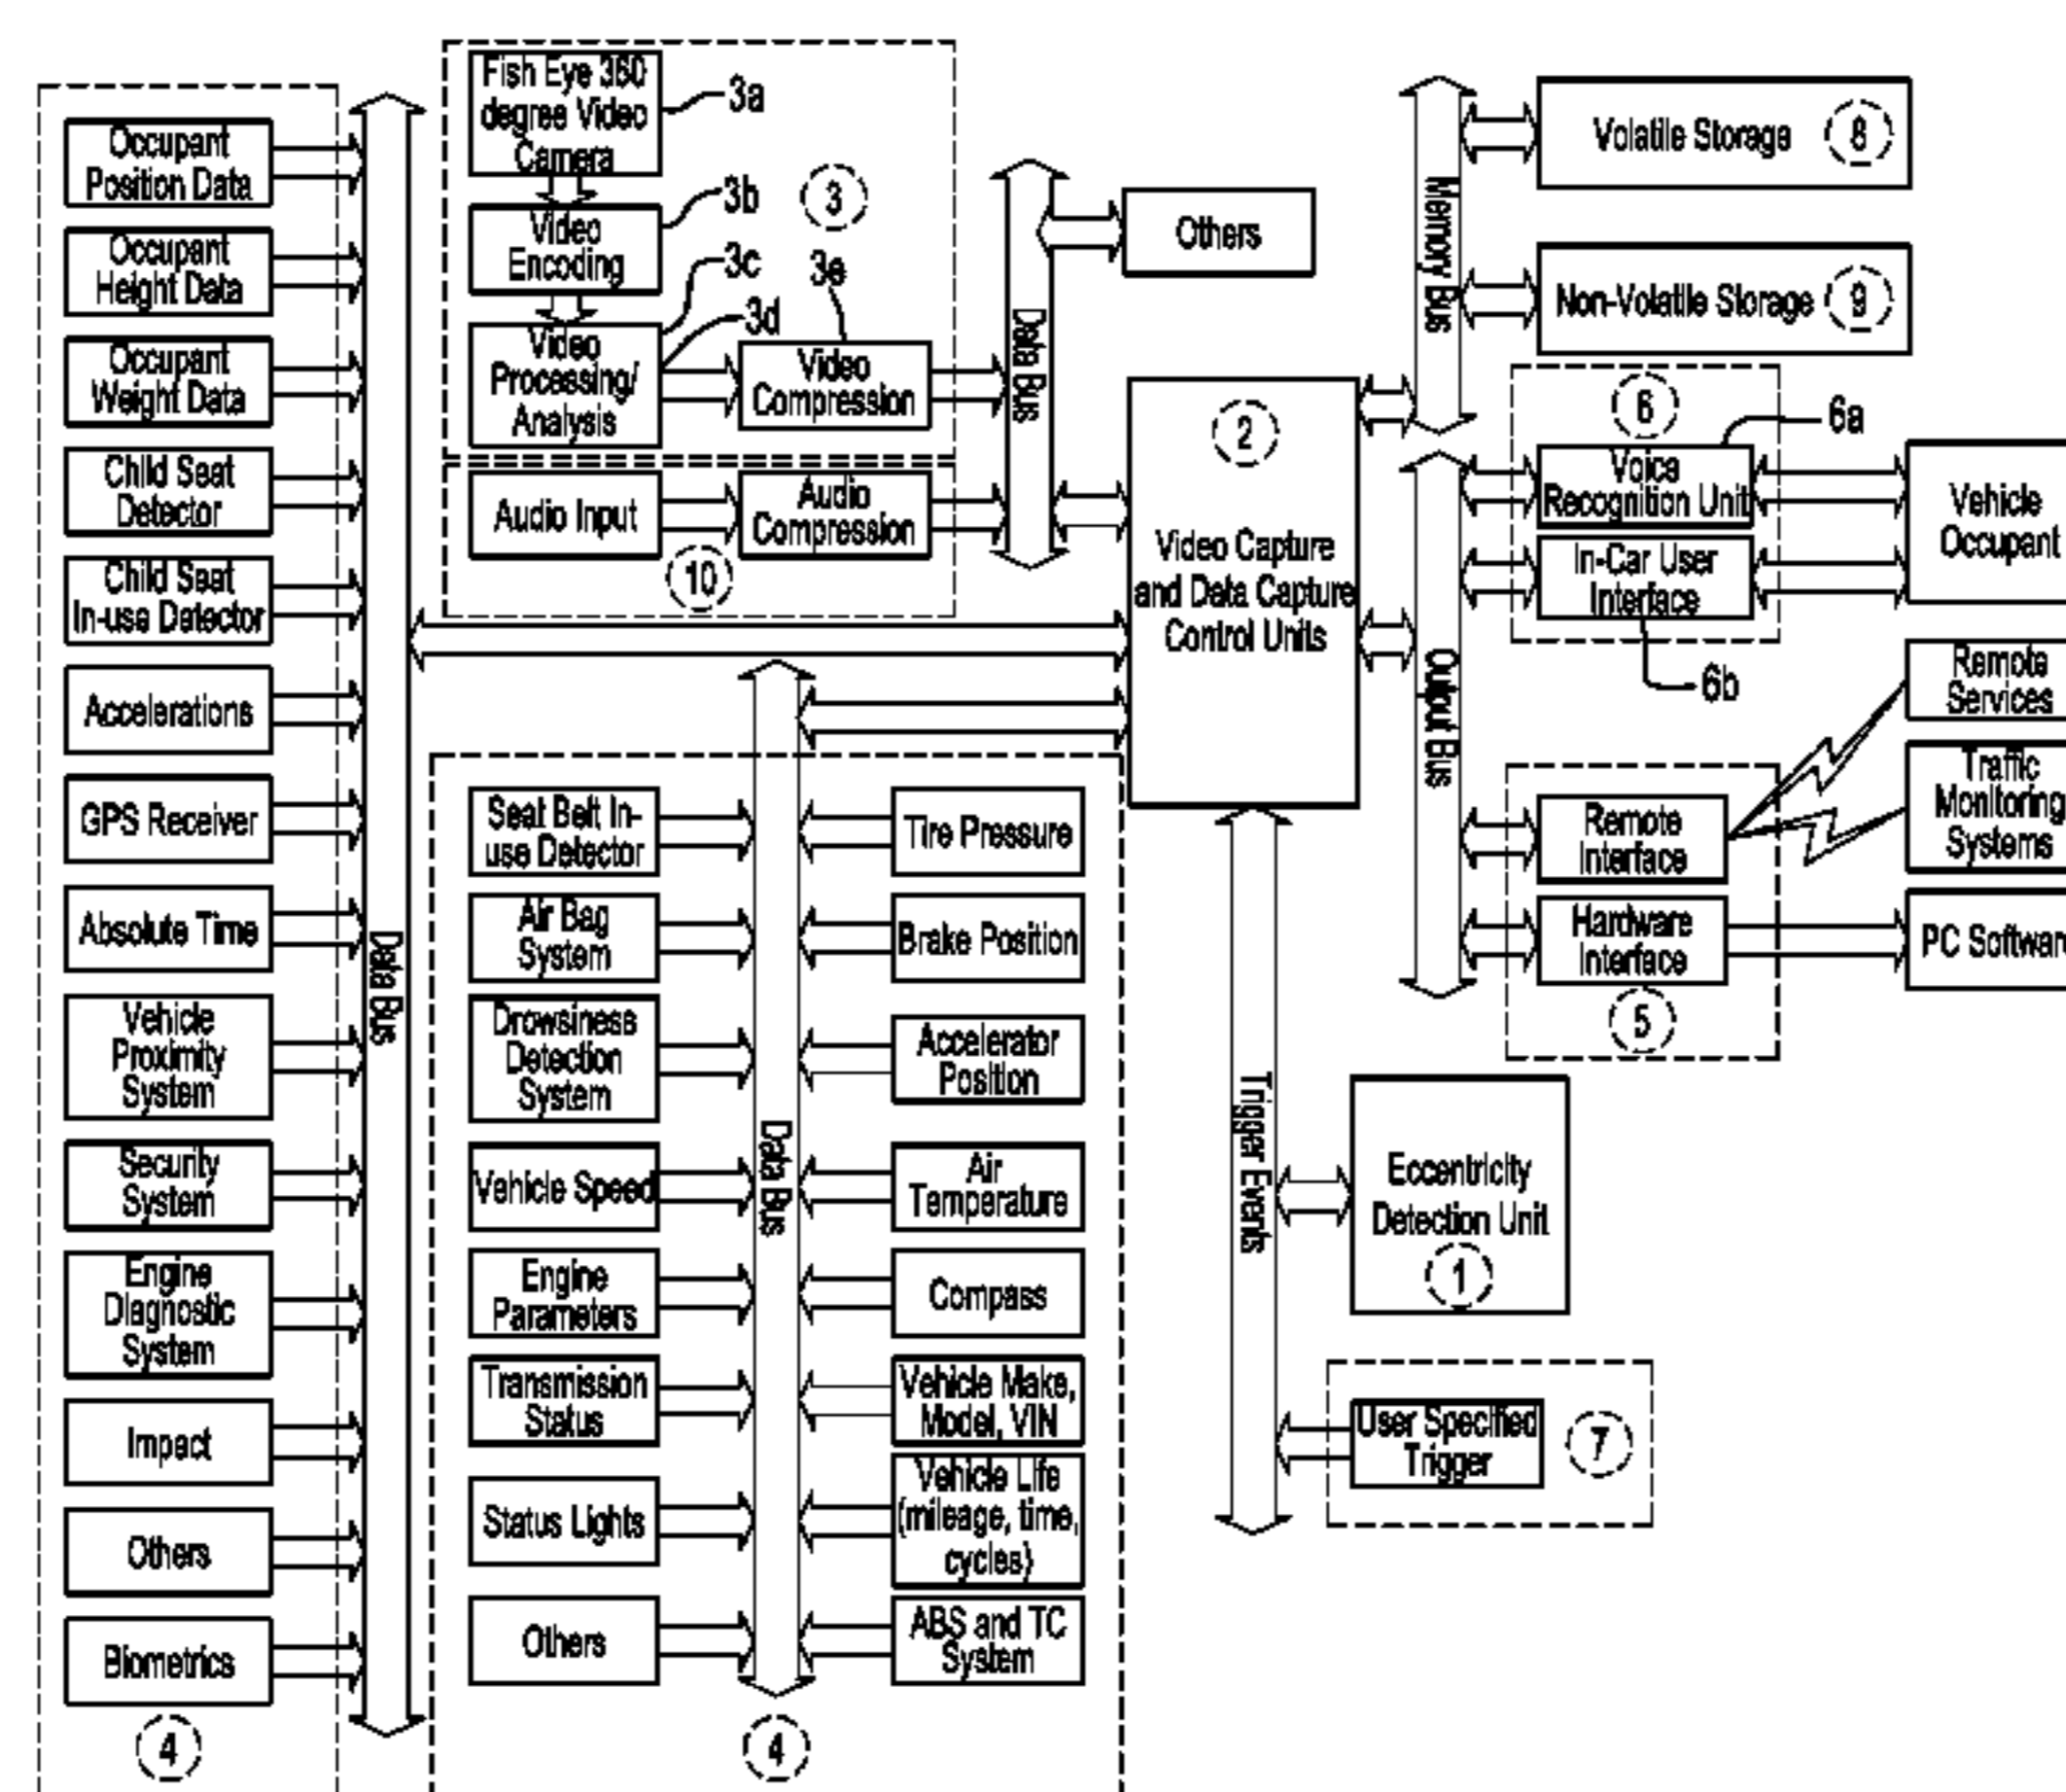 Occupant
Position Data
Occupant
Height Data
Occupant
Weight Data
Child Seat
Detector
Child Seat
In-use Detector
Accelerations
GPS Receiver
Absolute Time
Vehicle
Proximity
System
Security
System
Engine
Diagnostic
System
Impact
Others
Biometrics
4
Data Bus
Fish Eye 360
degree Video
Camera
3a
Video
Encoding
3b
3
Video
Processing/
Analysis
3c
3d
3e
Video
Compression
Audio Input
Audio
Compression
10
Data Bus
Others
2
Video Capture
and Data Capture
Control Units
Seat Belt In-
use Detector
Air Bag
System
Drowsiness
Detection
System
Vehicle Speed
Engine
Parameters
Transmission
Status
Status Lights
Others
Data Bus
Tire Pressure
Brake Position
Accelerator
Position
Air
Temperature
Compass
Vehicle Make,
Model, VIN
Vehicle Life
(mileage, time,
cycles)
ABS and TC
System
4
Memory Bus
Volatile Storage 8
Non-Volatile Storage 9
6
6a
Voice
Recognition Unit
In-Car User
Interface
6b
Vehicle
Occupant
Output Bus
Remote
Services
Traffic
Monitoring
Systems
Remote
Interface
Hardware
Interface
5
PC Software
Trigger Events
Eccentricity
Detection Unit
1
User Specified
Trigger
7